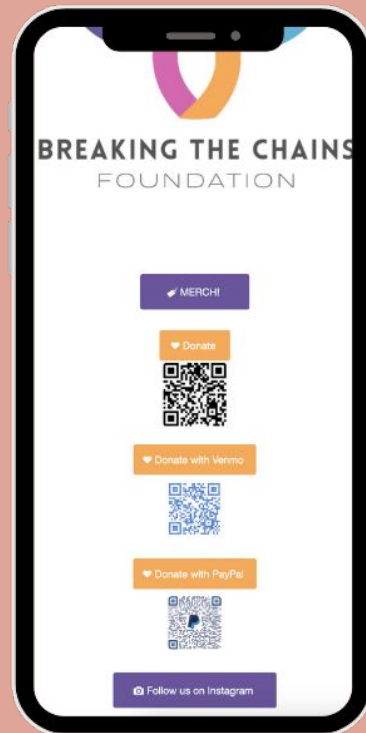 BREAKING THE CHAINS
FOUNDATION
MERCH!
Donate
Donate with Venmo
Donate with PayPal
Follow us on Instagram